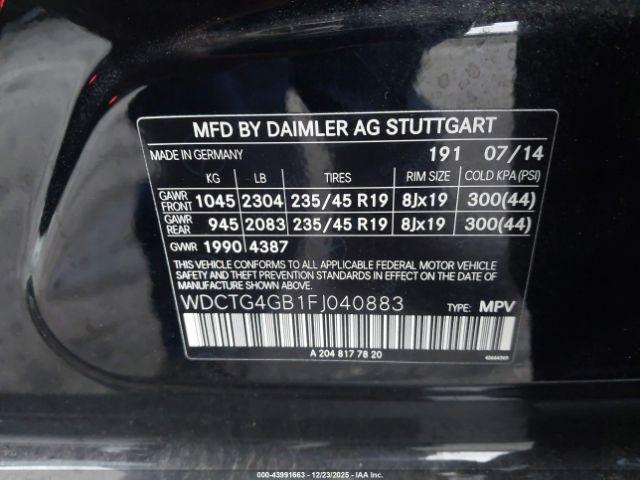 MFD BY DAIMLER AG STUTTGART
MADE IN GERMANY 191 07/14
KG LB TIRES RIM SIZE COLD KPA (PSI)
GAWR FRONT 1045 2304 235/45 R19 8Jx19 300(44)
GAWR REAR 945 2083 235/45 R19 8Jx19 300(44)
GVWR 1990 4387
THIS VEHICLE CONFORMS TO ALL APPLICABLE FEDERAL MOTOR VEHICLE
SAFETY, BUMPER, AND THEFT PREVENTION STANDARDS IN EFFECT
ON THE DATE OF MANUFACTURE SHOWN ABOVE.
WDCTG4GB1FJ040883 TYPE: MPV
A 204 817 78 20
00-43991663 - 12/23/2025 - Copyright © IAA, LLC.